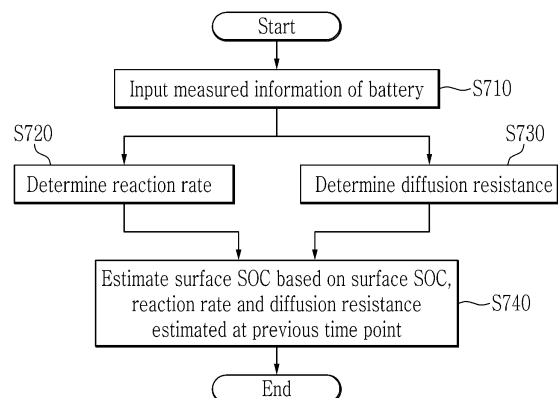 Start
Input measured information of battery
S710
S720
S730
Determine reaction rate
Determine diffusion resistance
Estimate surface SOC based on surface SOC,
reaction rate and diffusion resistance
estimated at previous time point
S740
End